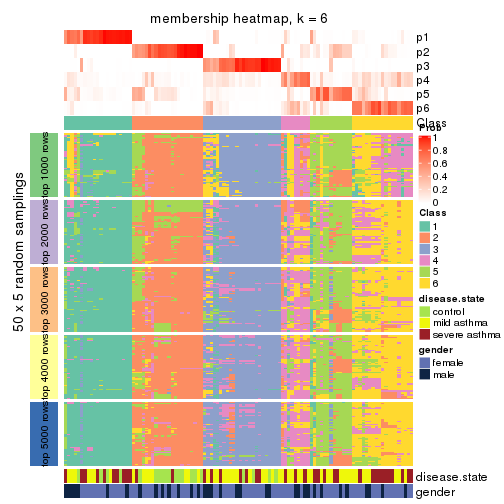 membership heatmap, k = 6
p1
p2
p3
p4
p5
p6
Class
50 x 5 random samplings
top 1000 rows
top 2000 rows
top 3000 rows
top 4000 rows
top 5000 rows
disease.state
gender
Prob
1
0.8
0.6
0.4
0.2
0
Class
1
2
3
4
5
6
disease.state
control
mild asthma
severe asthma
gender
female
male